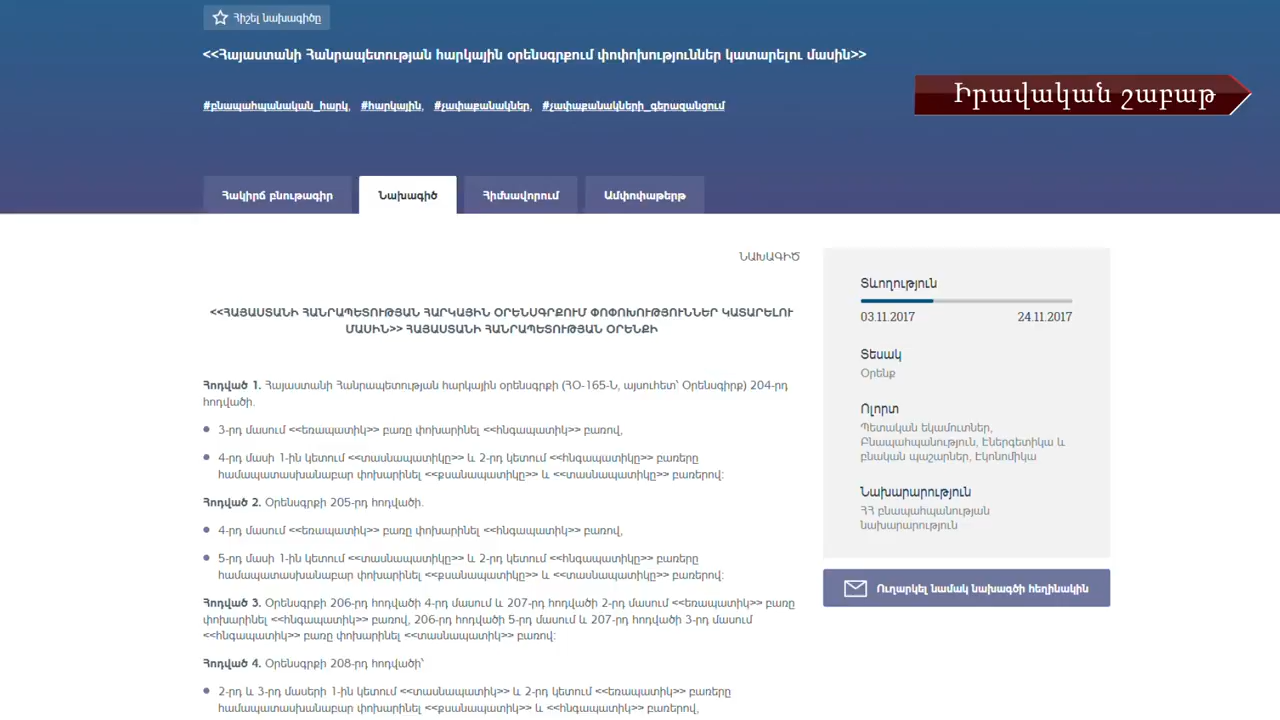 Հիշել նախագիծը
<<Հայաստանի Հանրապետության հարկային օրենսգրքում փոփոխություններ կատարելու մասին>>
Իրավական շաբաթ
#բնապահպանական_հարկ, #հարկային, #չափաքանակներ, #չափաքանակների_գերազանցում
Հակիրճ բնութագիր
Նախագիծ
Հիմնավորում
Ամփոփաթերթ
ՆԱԽԱԳԻԾ
<<ՀԱՅԱՍՏԱՆԻ ՀԱՆՐԱՊԵՏՈՒԹՅԱՆ ՀԱՐԿԱՅԻՆ ՕՐԵՆՍԳՐՔՈՒՄ ՓՈՓՈԽՈՒԹՅՈՒՆՆԵՐ ԿԱՏԱՐԵԼՈՒ
ՄԱՍԻՆ>> ՀԱՅԱՍՏԱՆԻ ՀԱՆՐԱՊԵՏՈՒԹՅԱՆ ՕՐԵՆՔԻ
Հոդված 1. Հայաստանի Հանրապետության հարկային օրենսգրքի (ՀՕ-165-Ն, այսուհետ՝ Օրենսգիրք) 204-րդ
հոդվածի.
3-րդ մասում <<եռապատիկ>> բառը փոխարինել <<հնգապատիկ>> բառով,
4-րդ մասի 1-ին կետում <<տասնապատիկը>> և 2-րդ կետում <<հնգապատիկը>> բառերը
համապատասխանաբար փոխարինել <<քսանապատիկը>> և <<տասնապատիկը>> բառերով:
Հոդված 2. Օրենսգրքի 205-րդ հոդվածի.
4-րդ մասում <<եռապատիկ>> բառը փոխարինել <<հնգապատիկ>> բառով,
5-րդ մասի 1-ին կետում <<տասնապատիկը>> և 2-րդ կետում <<հնգապատիկը>> բառերը
համապատասխանաբար փոխարինել <<քսանապատիկը>> և <<տասնապատիկը>> բառերով:
Հոդված 3. Օրենսգրքի 206-րդ հոդվածի 4-րդ մասում և 207-րդ հոդվածի 2-րդ մասում <<եռապատիկ>> բառը
փոխարինել <<հնգապատիկ>> բառով, 206-րդ հոդվածի 5-րդ մասում և 207-րդ հոդվածի 3-րդ մասում
<<հնգապատիկ>> բառը փոխարինել <<տասնապատիկ>> բառով:
Հոդված 4. Օրենսգրքի 208-րդ հոդվածի՝
2-րդ և 3-րդ մասերի 1-ին կետում <<տասնապատիկ>> և 2-րդ կետում <<եռապատիկ>> բառերը
համապատասխանաբար փոխարինել <<քսանապատիկ>> և <<հնգապատիկ>> բառերով,
Տևողություն
03.11.2017 24.11.2017
Տեսակ
Օրենք
Ոլորտ
Պետական եկամուտներ,
Բնապահպանություն, Էներգետիկա և
բնական պաշարներ, Էկոնոմիկա
Նախարարություն
ՀՀ բնապահպանության
նախարարություն
Ուղարկել նամակ նախագծի հեղինակին